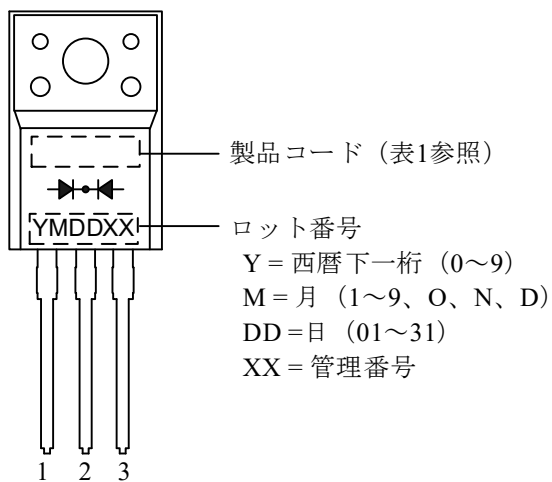 製品コード（表1参照）
YMDDXX
ロット番号
Y = 西暦下一桁（0～9）
M = 月（1～9、O、N、D）
DD =日（01～31）
XX = 管理番号
1 2 3